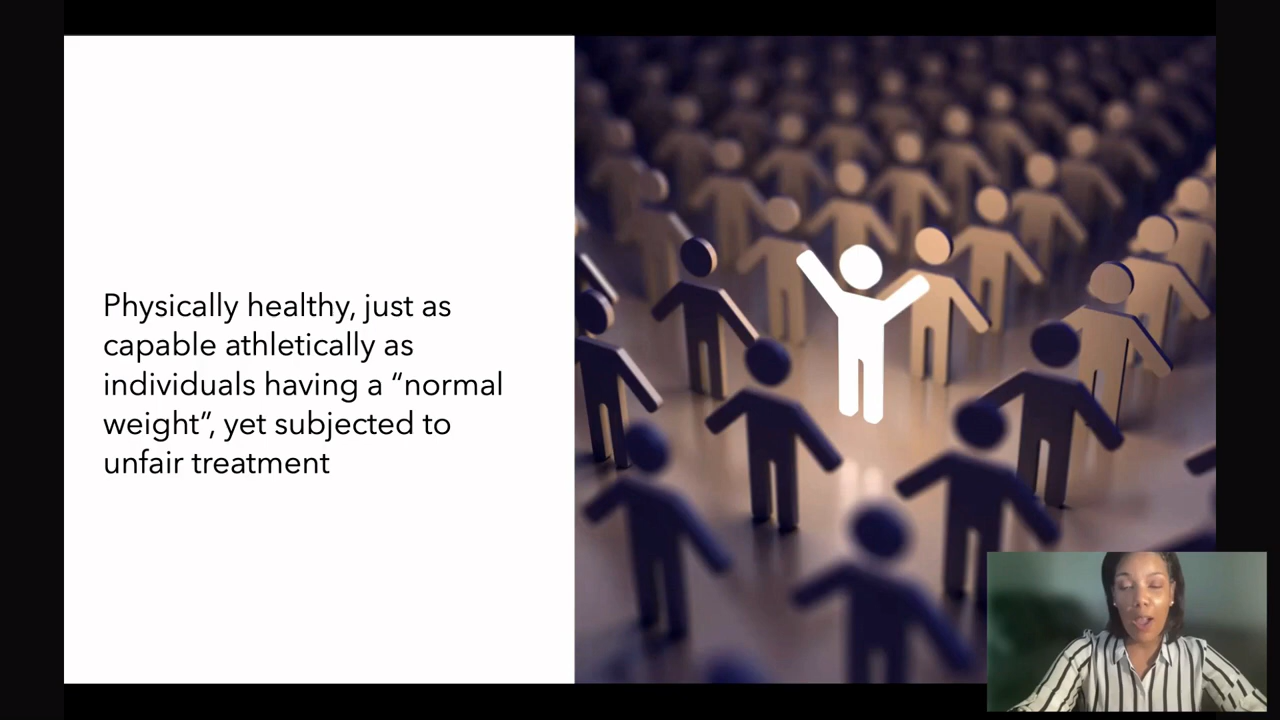 Physically healthy, just as
capable athletically as
individuals having a “normal
weight”, yet subjected to
unfair treatment